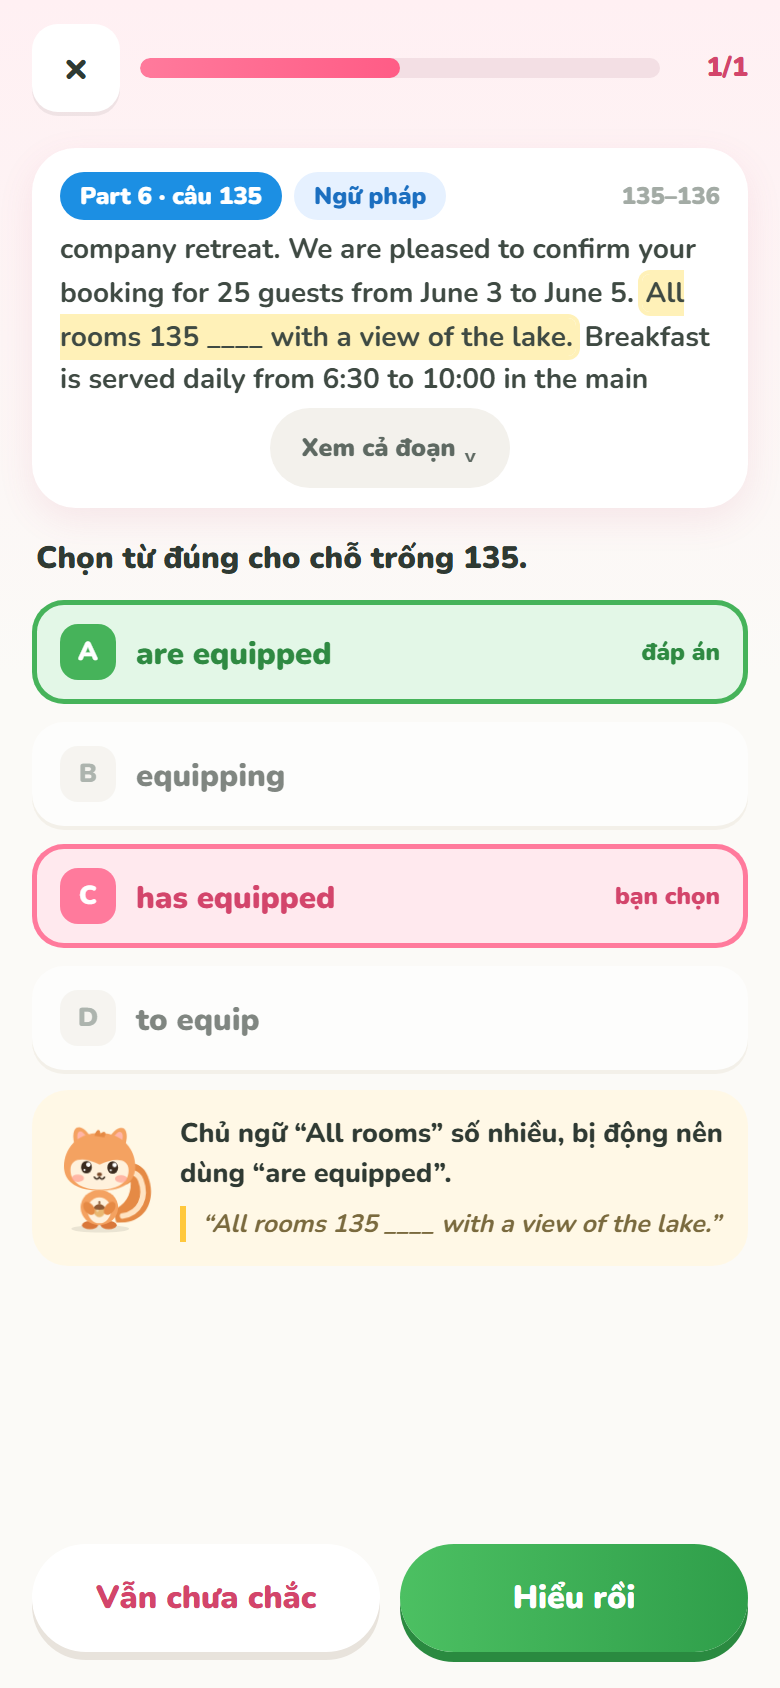 ×
1/1
Part 6 · câu 135
Ngữ pháp
135–136
company retreat. We are pleased to confirm your
booking for 25 guests from June 3 to June 5. All
rooms 135 ____ with a view of the lake. Breakfast
is served daily from 6:30 to 10:00 in the main
Xem cả đoạn v
Chọn từ đúng cho chỗ trống 135.
A are equipped đáp án
B equipping
C has equipped bạn chọn
D to equip
Chủ ngữ “All rooms” số nhiều, bị động nên
dùng “are equipped”.
“All rooms 135 ____ with a view of the lake.”
Vẫn chưa chắc
Hiểu rồi